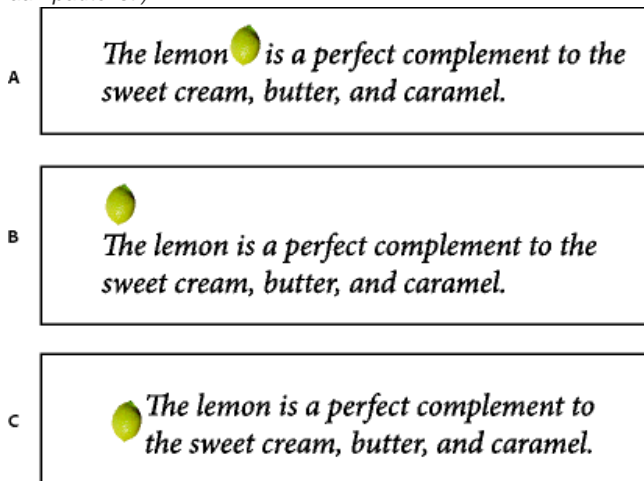 A
The lemon is a perfect complement to the
sweet cream, butter, and caramel.
B
The lemon is a perfect complement to the
sweet cream, butter, and caramel.
C
The lemon is a perfect complement to
the sweet cream, butter, and caramel.